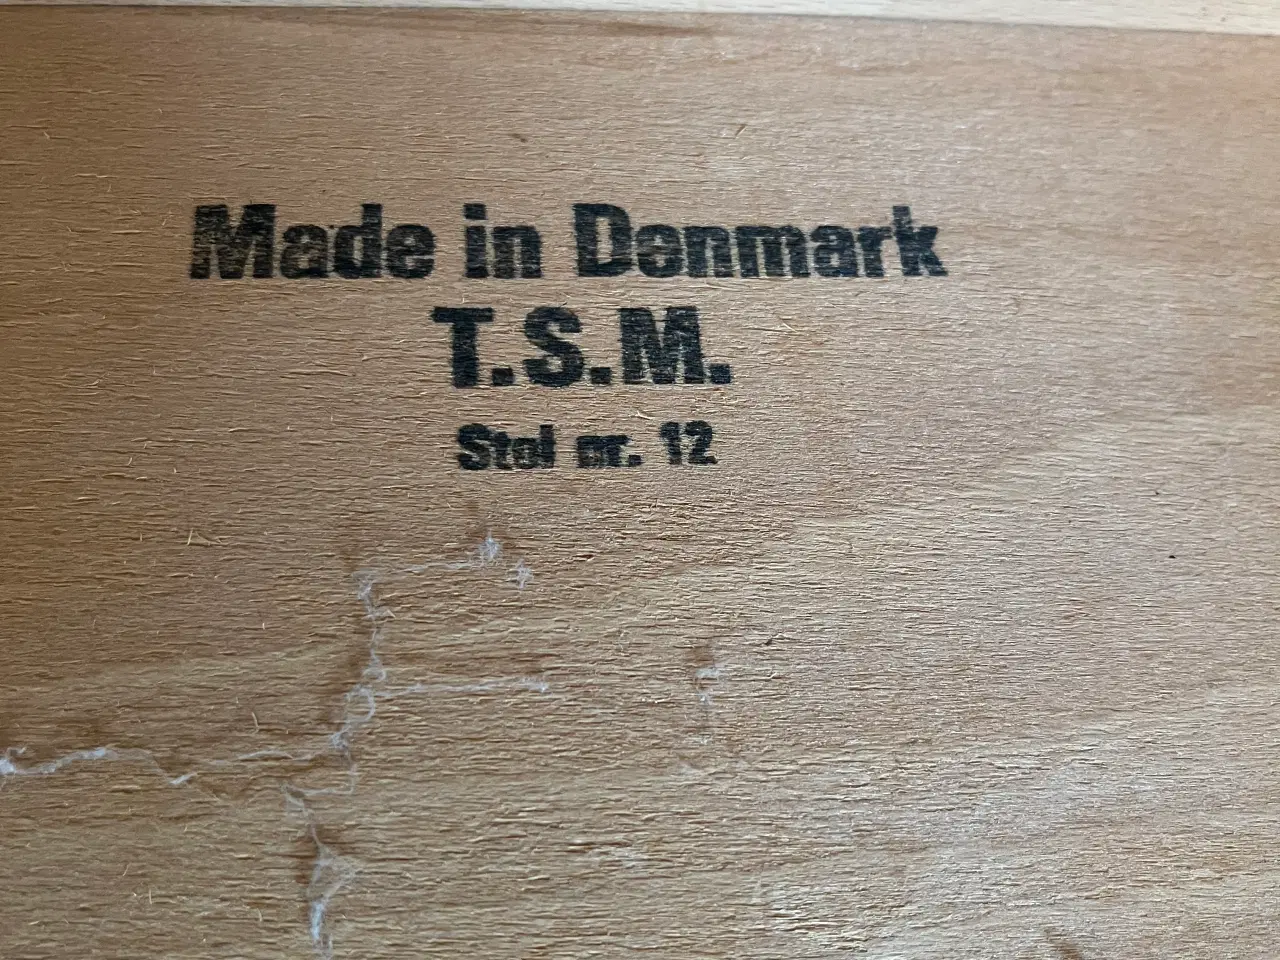 Made in Denmark
T.S.M.
Stol nr. 12